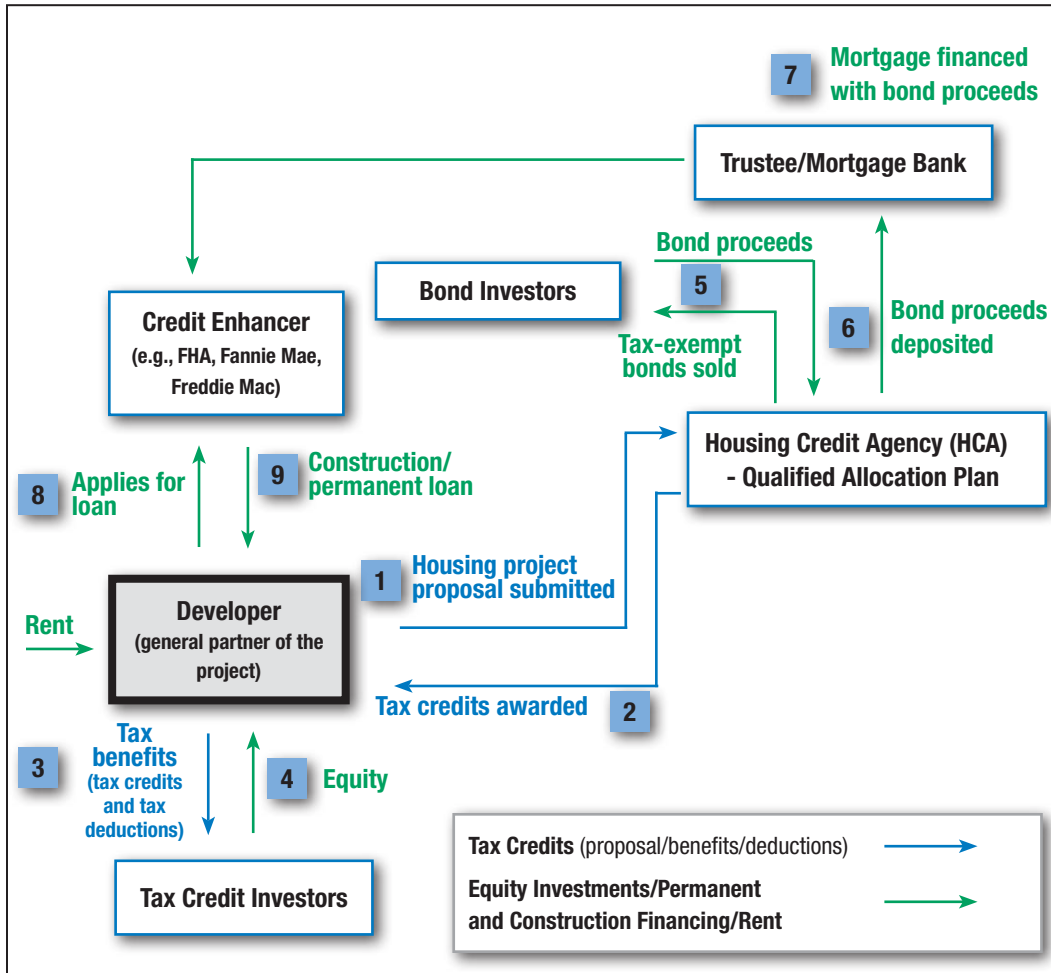 7
Mortgage financed
with bond proceeds
Trustee/Mortgage Bank
Bond proceeds
5
Bond Investors
Tax-exempt
bonds sold
6
Bond proceeds
deposited
Credit Enhancer
(e.g., FHA, Fannie Mae,
Freddie Mac)
Housing Credit Agency (HCA)
- Qualified Allocation Plan
8
Applies for
loan
9
Construction/
permanent loan
1
Housing project
proposal submitted
Rent
Developer
(general partner of the
project)
Tax credits awarded
2
3
Tax
benefits
(tax credits
and tax
deductions)
4
Equity
Tax Credit Investors
Tax Credits (proposal/benefits/deductions)
Equity Investments/Permanent
and Construction Financing/Rent